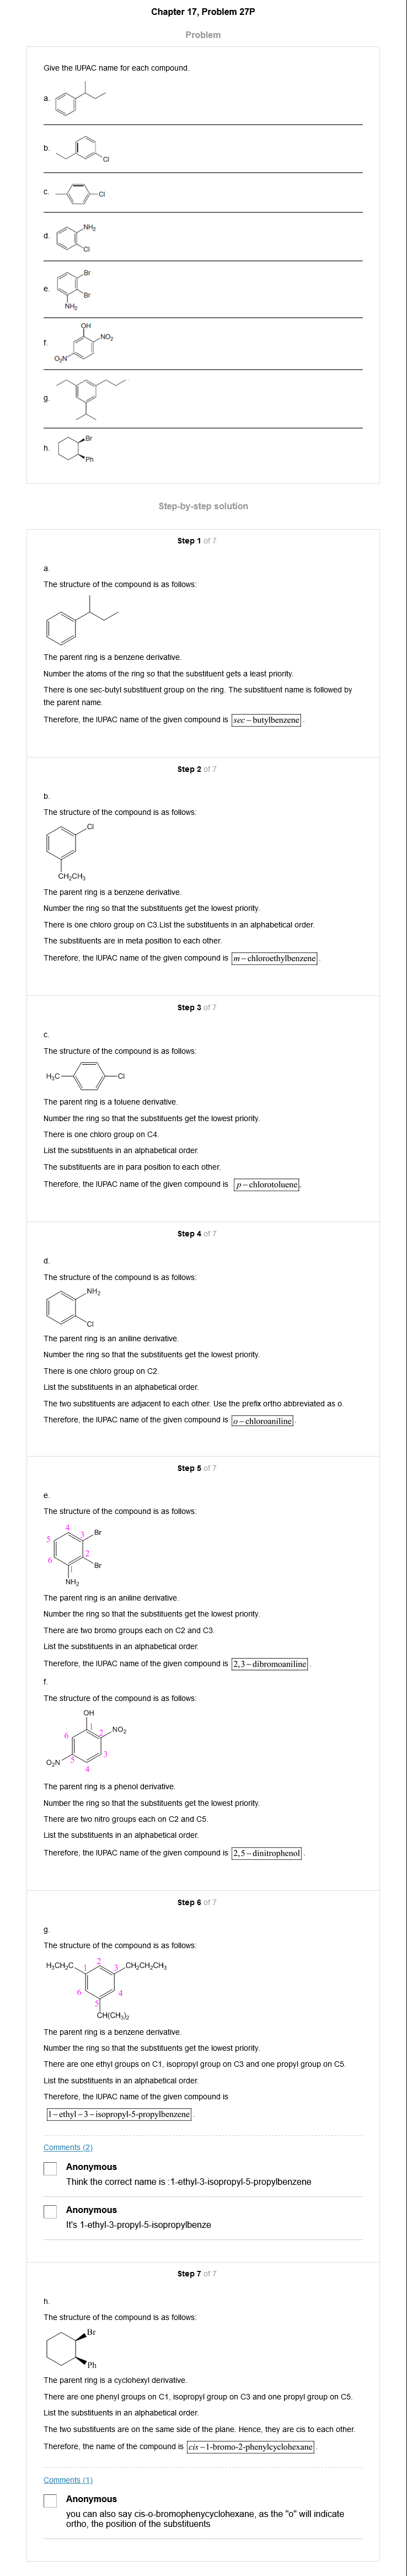 Chapter 17, Problem 27P
Problem
Give the IUPAC name for each compound.
a.
b.
Cl
c.
Cl
d.
NH2
Cl
e.
Br
Br
NH2
f.
OH
NO2
O2N
g.
h.
Br
Ph
Step-by-step solution
Step 1 of 7
a.
The structure of the compound is as follows:
The parent ring is a benzene derivative.
Number the atoms of the ring so that the substituent gets a least priority.
There is one sec-butyl substituent group on the ring. The substituent name is followed by
the parent name.
Therefore, the IUPAC name of the given compound is sec – butylbenzene.
Step 2 of 7
b.
The structure of the compound is as follows:
Cl
CH2CH3
The parent ring is a benzene derivative.
Number the ring so that the substituents get the lowest priority.
There is one chloro group on C3.List the substituents in an alphabetical order.
The substituents are in meta position to each other.
Therefore, the IUPAC name of the given compound is m – chloroethylbenzene.
Step 3 of 7
c.
The structure of the compound is as follows:
H3C Cl
The parent ring is a toluene derivative.
Number the ring so that the substituents get the lowest priority.
There is one chloro group on C4.
List the substituents in an alphabetical order.
The substituents are in para position to each other.
Therefore, the IUPAC name of the given compound is p – chlorotoluene.
Step 4 of 7
d.
The structure of the compound is as follows:
NH2
Cl
The parent ring is an aniline derivative.
Number the ring so that the substituents get the lowest priority.
There is one chloro group on C2.
List the substituents in an alphabetical order.
The two substituents are adjacent to each other. Use the prefix ortho abbreviated as o.
Therefore, the IUPAC name of the given compound is o – chloroaniline.
Step 5 of 7
e.
The structure of the compound is as follows:
4
3 Br
5
2
6
Br
1
NH2
The parent ring is an aniline derivative.
Number the ring so that the substituents get the lowest priority.
There are two bromo groups each on C2 and C3.
List the substituents in an alphabetical order.
Therefore, the IUPAC name of the given compound is 2,3 – dibromoaniline.
f.
The structure of the compound is as follows:
OH
1
6 2 NO2
3
O2N 5
4
The parent ring is a phenol derivative.
Number the ring so that the substituents get the lowest priority.
There are two nitro groups each on C2 and C5.
List the substituents in an alphabetical order.
Therefore, the IUPAC name of the given compound is 2,5 – dinitrophenol.
Step 6 of 7
g.
The structure of the compound is as follows:
2
H3CH2C 1 3 CH2CH2CH3
6 4
5
CH(CH3)2
The parent ring is a benzene derivative.
Number the ring so that the substituents get the lowest priority.
There are one ethyl groups on C1, isopropyl group on C3 and one propyl group on C5.
List the substituents in an alphabetical order.
Therefore, the IUPAC name of the given compound is
1 – ethyl – 3 – isopropyl-5-propylbenzene.
Comments (2)
Anonymous
Think the correct name is :1-ethyl-3-isopropyl-5-propylbenzene
Anonymous
It's 1-ethyl-3-propyl-5-isopropylbenze
Step 7 of 7
h.
The structure of the compound is as follows:
Br
Ph
The parent ring is a cyclohexyl derivative.
There are one phenyl groups on C1, isopropyl group on C3 and one propyl group on C5.
List the substituents in an alphabetical order.
The two substituents are on the same side of the plane. Hence, they are cis to each other.
Therefore, the name of the compound is cis – 1-bromo-2-phenylcyclohexane.
Comments (1)
Anonymous
you can also say cis-o-bromophenycyclohexane, as the "o" will indicate
ortho, the position of the substituents